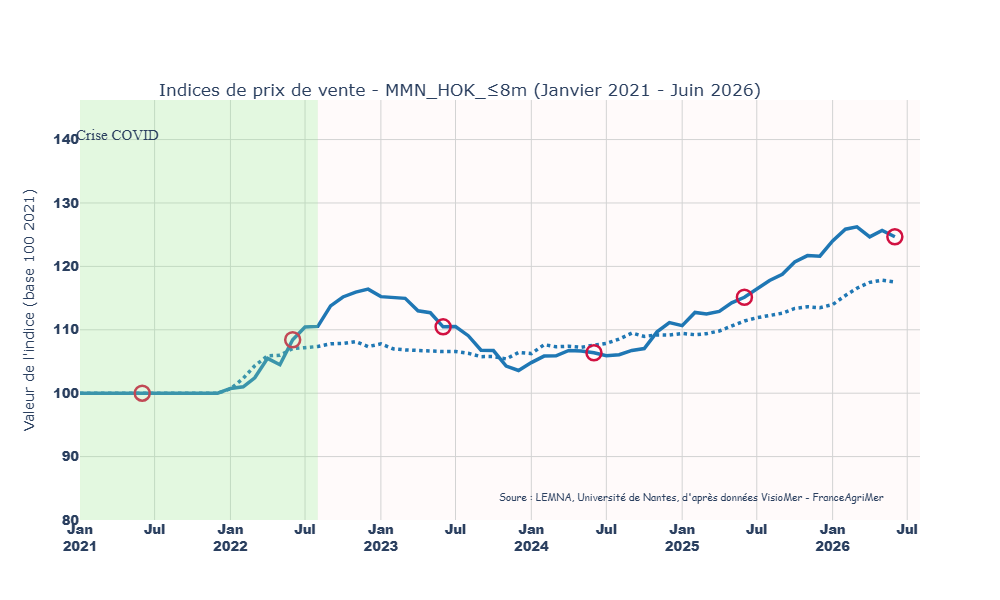 Indices de prix de vente - MMN_HOK_≤8m (Janvier 2021 - Juin 2026)
Valeur de l'indice (base 100 2021)
Crise COVID
140
130
120
110
100
90
80
Jan Jul Jan Jul Jan Jul Jan Jul Jan Jul Jan Jul
2021 2022 2023 2024 2025 2026
Soure : LEMNA, Université de Nantes, d'après données VisioMer - FranceAgriMer